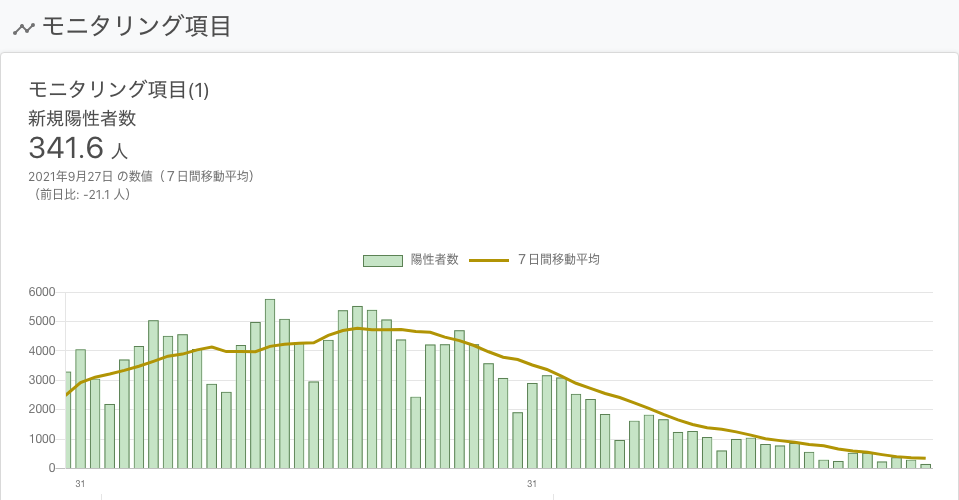 モニタリング項目
モニタリング項目(1)
新規陽性者数
341.6 人
2021年9月27日 の数値（７日間移動平均）
（前日比: -21.1 人）
陽性者数 ７日間移動平均
6000
5000
4000
3000
2000
1000
0
31 31